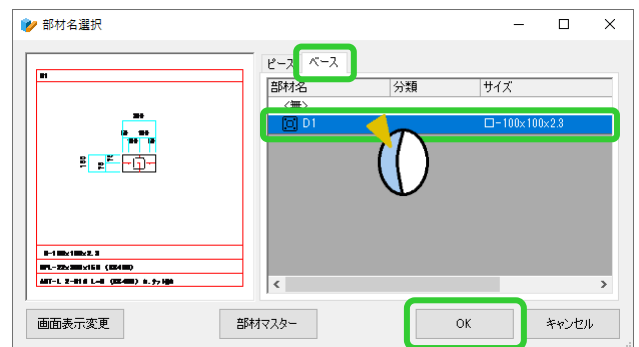 部材名選択
D1
ピース
ベース
部材名
分類
サイズ
<無>
D1
ロ-100x100x2.3
画面表示変更
部材マスター
OK
キャンセル